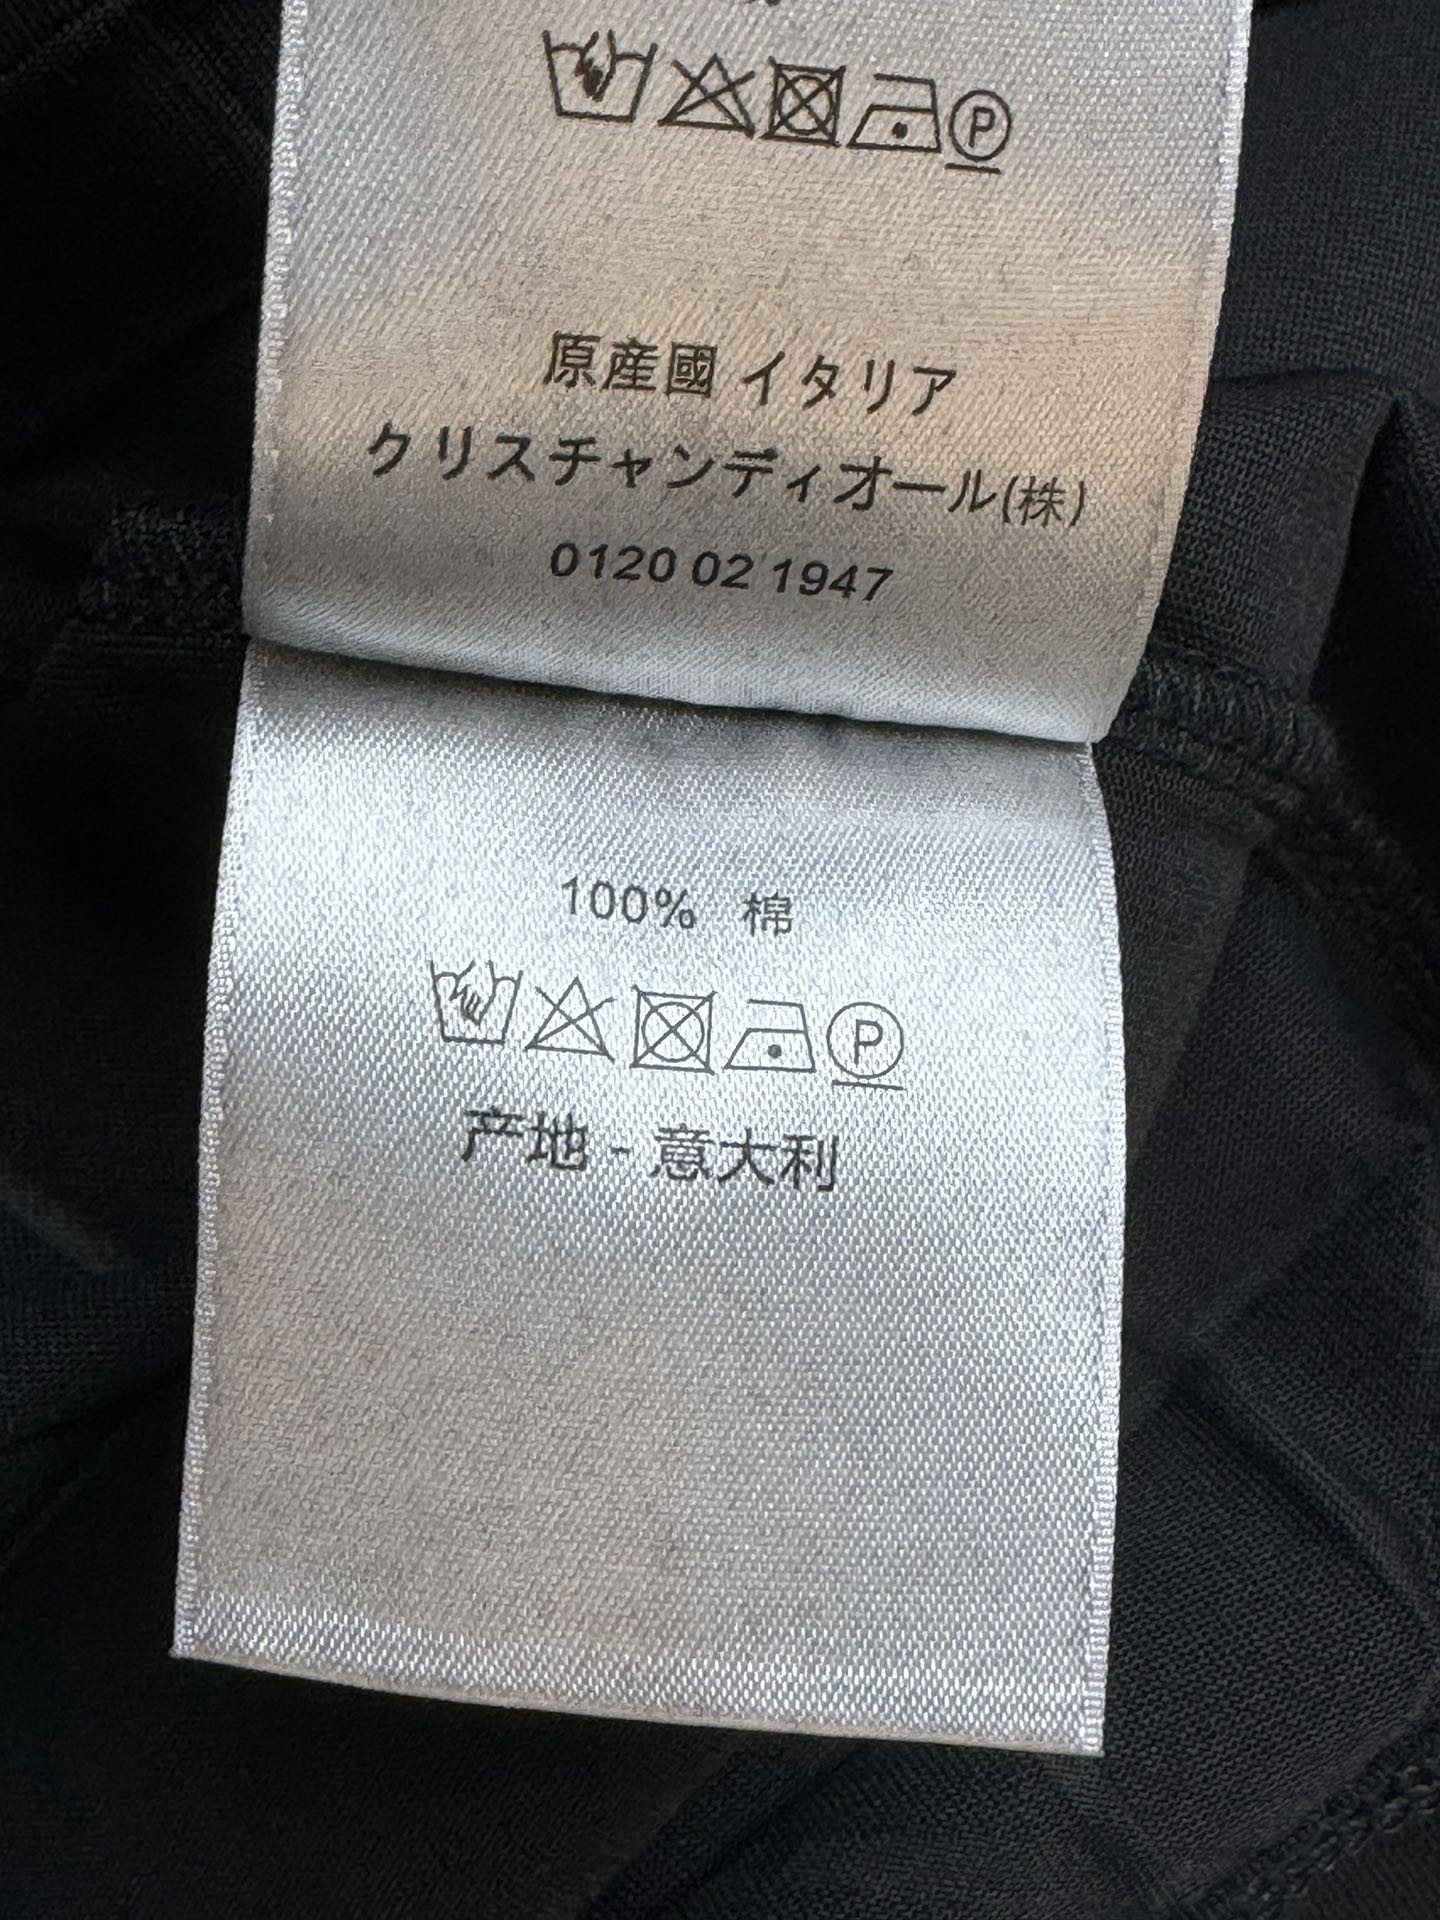 P
原産國 イタリア
クリスチャンディオール(株)
0120 02 1947
100% 棉
P
产地 - 意大利